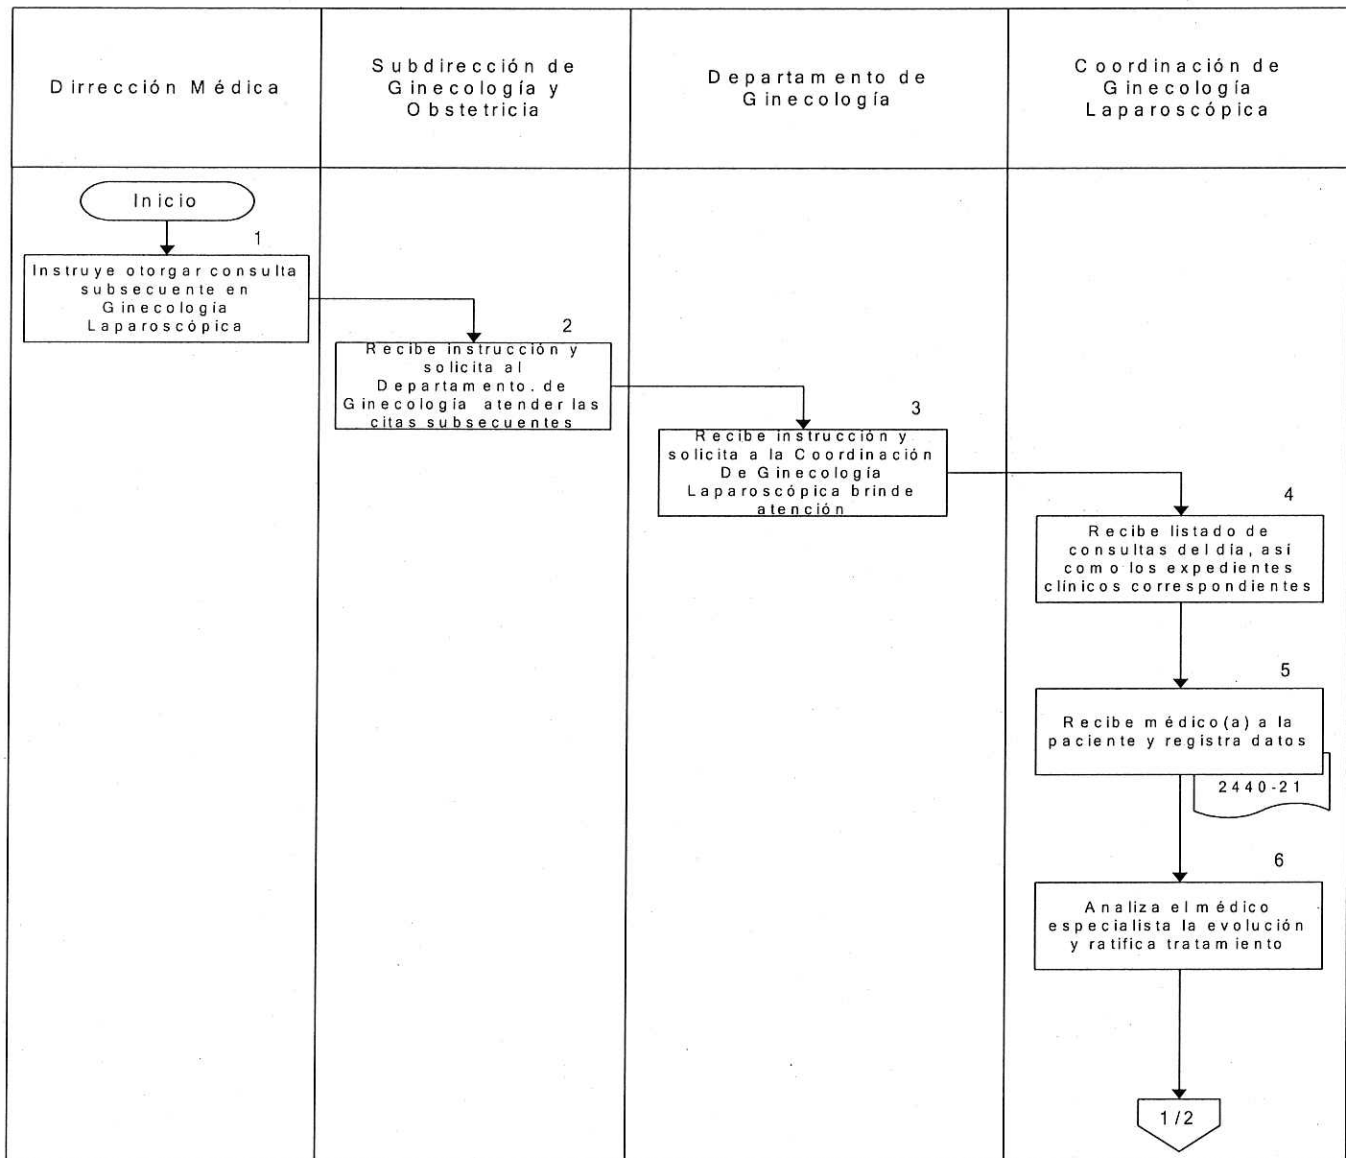 Dirrección Médica
Subdirección de
Ginecología y
Obstetricia
Departamento de
Ginecología
Coordinación de
Ginecología
Laparoscópica
Inicio
1
Instruye otorgar consulta
subsecuente en
Ginecología
Laparoscópica
2
Recibe instrucción y
solicita al
Departamento. de
Ginecología atender las
citas subsecuentes
3
Recibe instrucción y
solicita a la Coordinación
De Ginecología
Laparoscópica brinde
atención
4
Recibe listado de
consultas del día, así
como los expedientes
clínicos correspondientes
5
Recibe médico(a) a la
paciente y registra datos
2440-21
6
Analiza el médico
especialista la evolución
y ratifica tratamiento
1/2